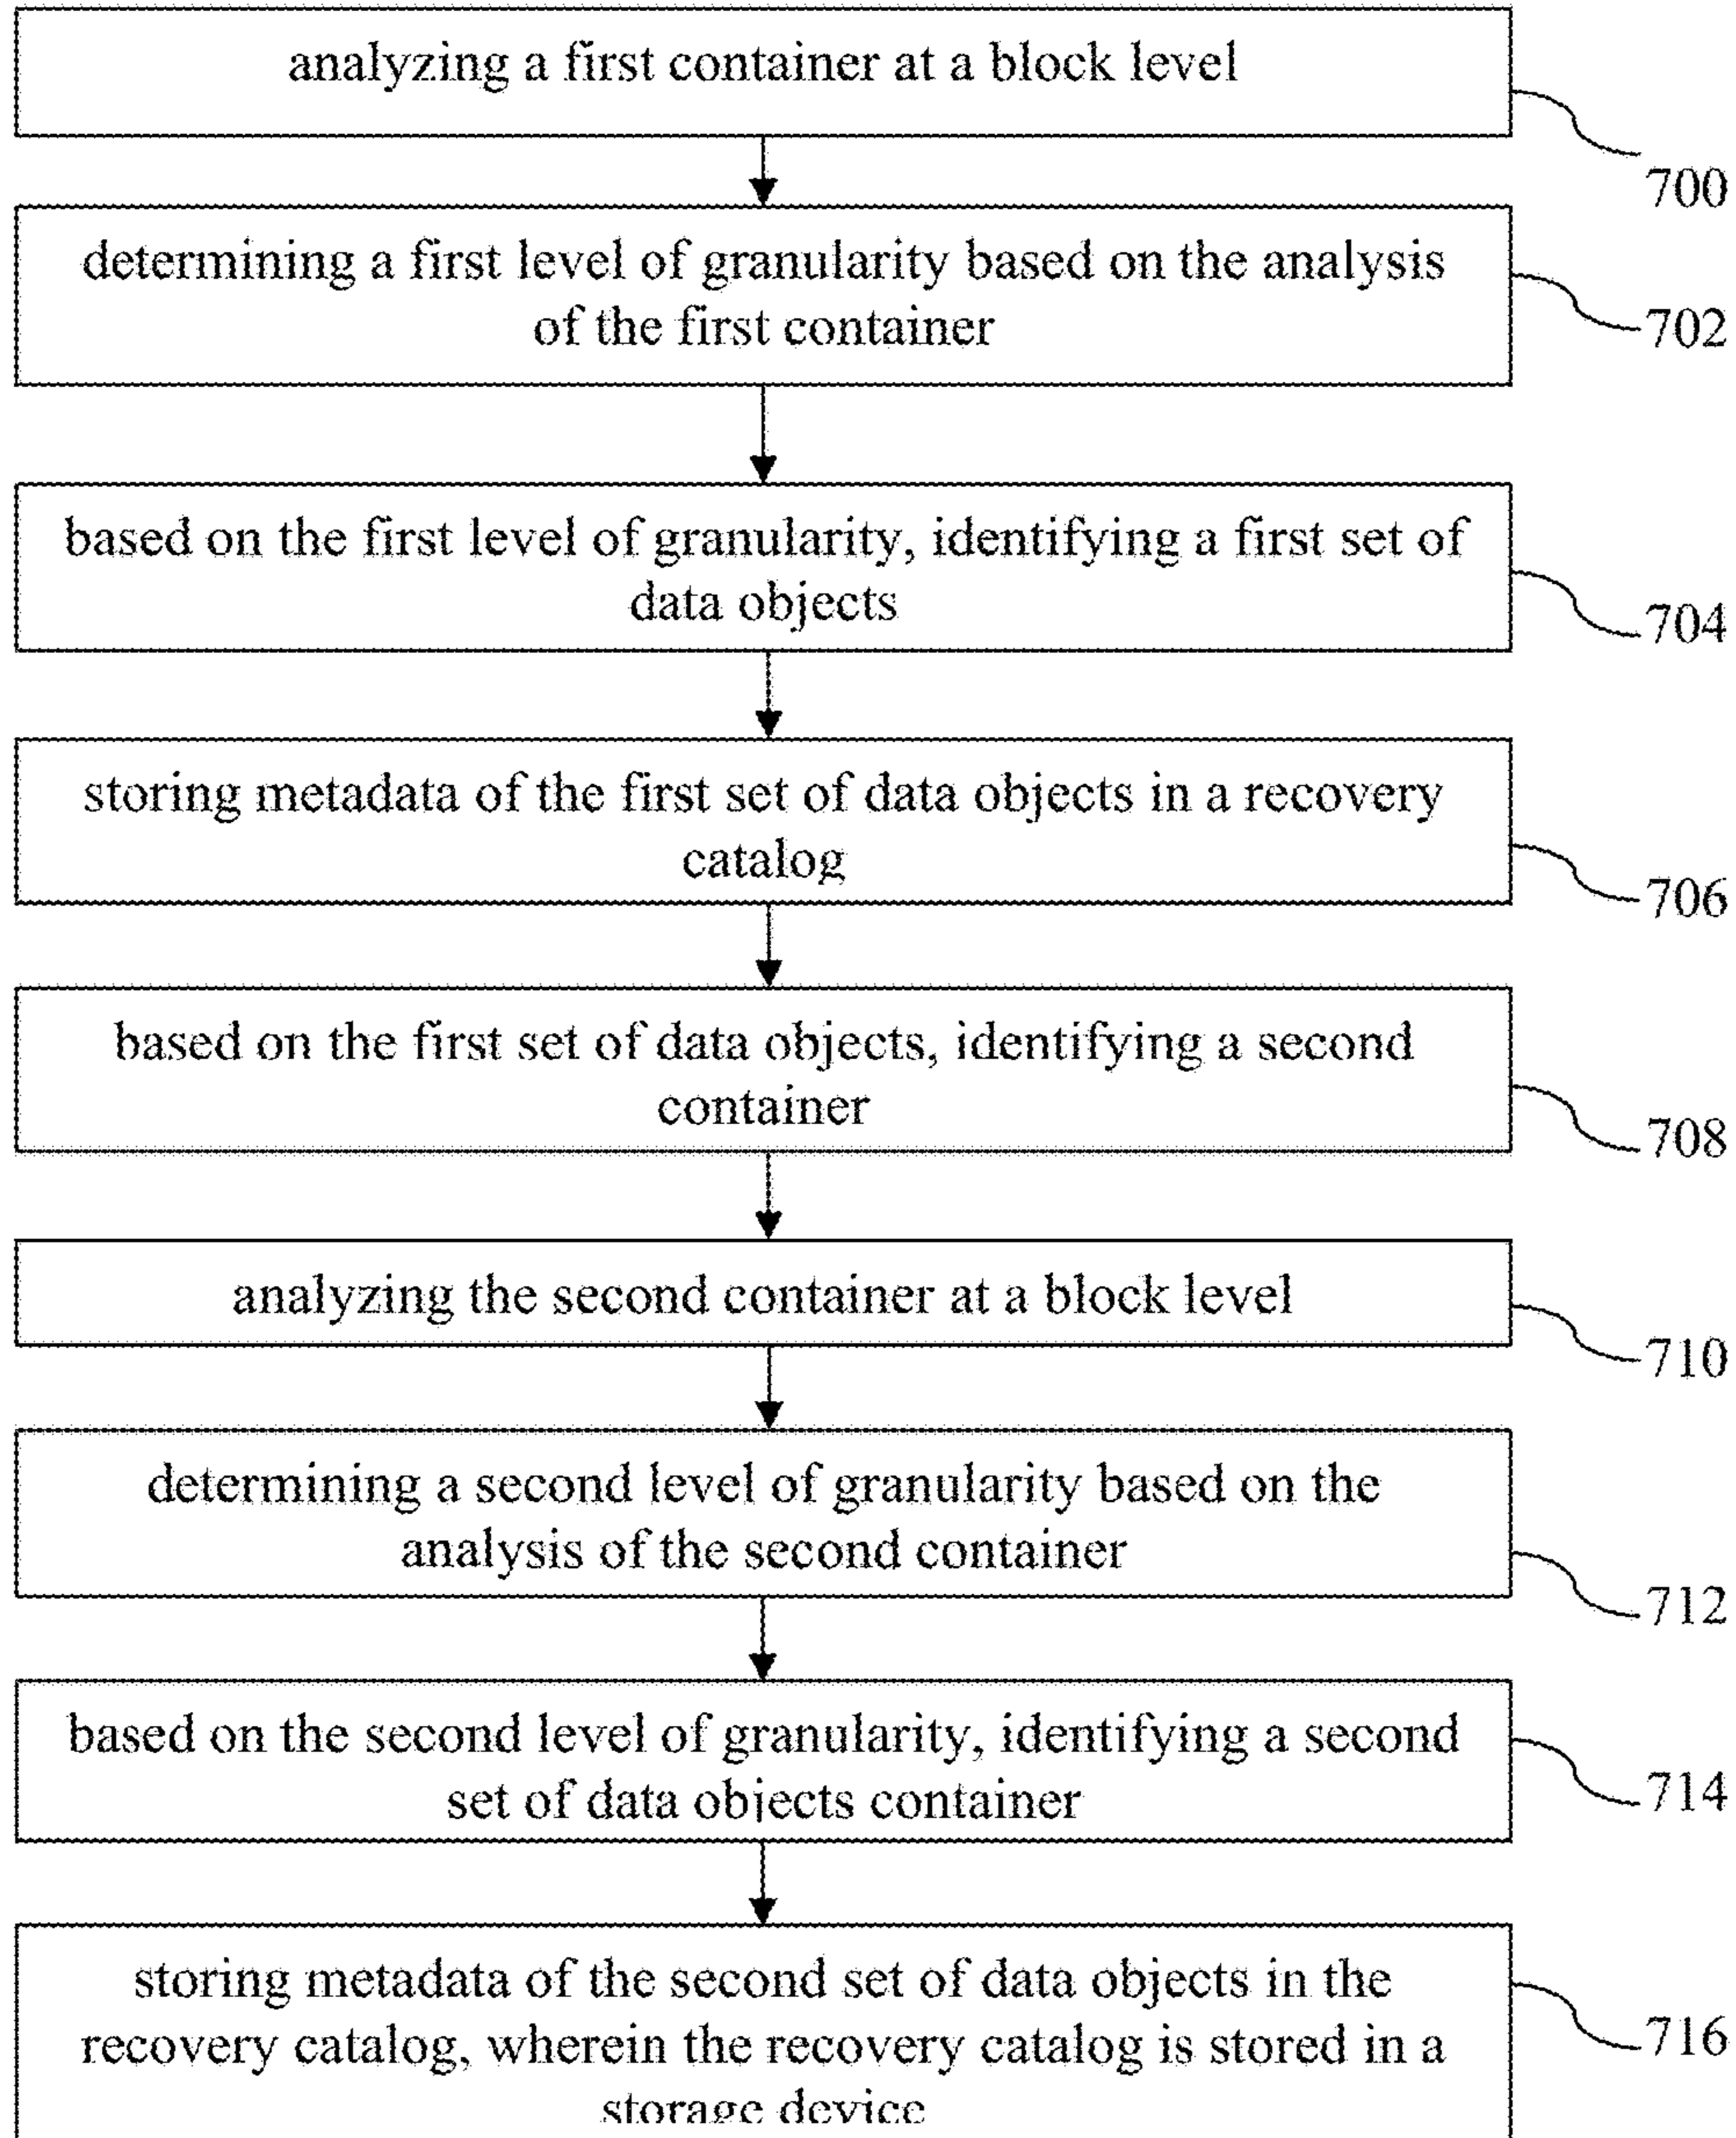 analyzing a first container at a block level
700
determining a first level of granularity based on the analysis
of the first container
702
based on the first level of granularity, identifying a first set of
data objects
704
storing metadata of the first set of data objects in a recovery
catalog
706
based on the first set of data objects, identifying a second
container
708
analyzing the second container at a block level
710
determining a second level of granularity based on the
analysis of the second container
712
based on the second level of granularity, identifying a second
set of data objects container
714
storing metadata of the second set of data objects in the
recovery catalog, wherein the recovery catalog is stored in a
storage device
716